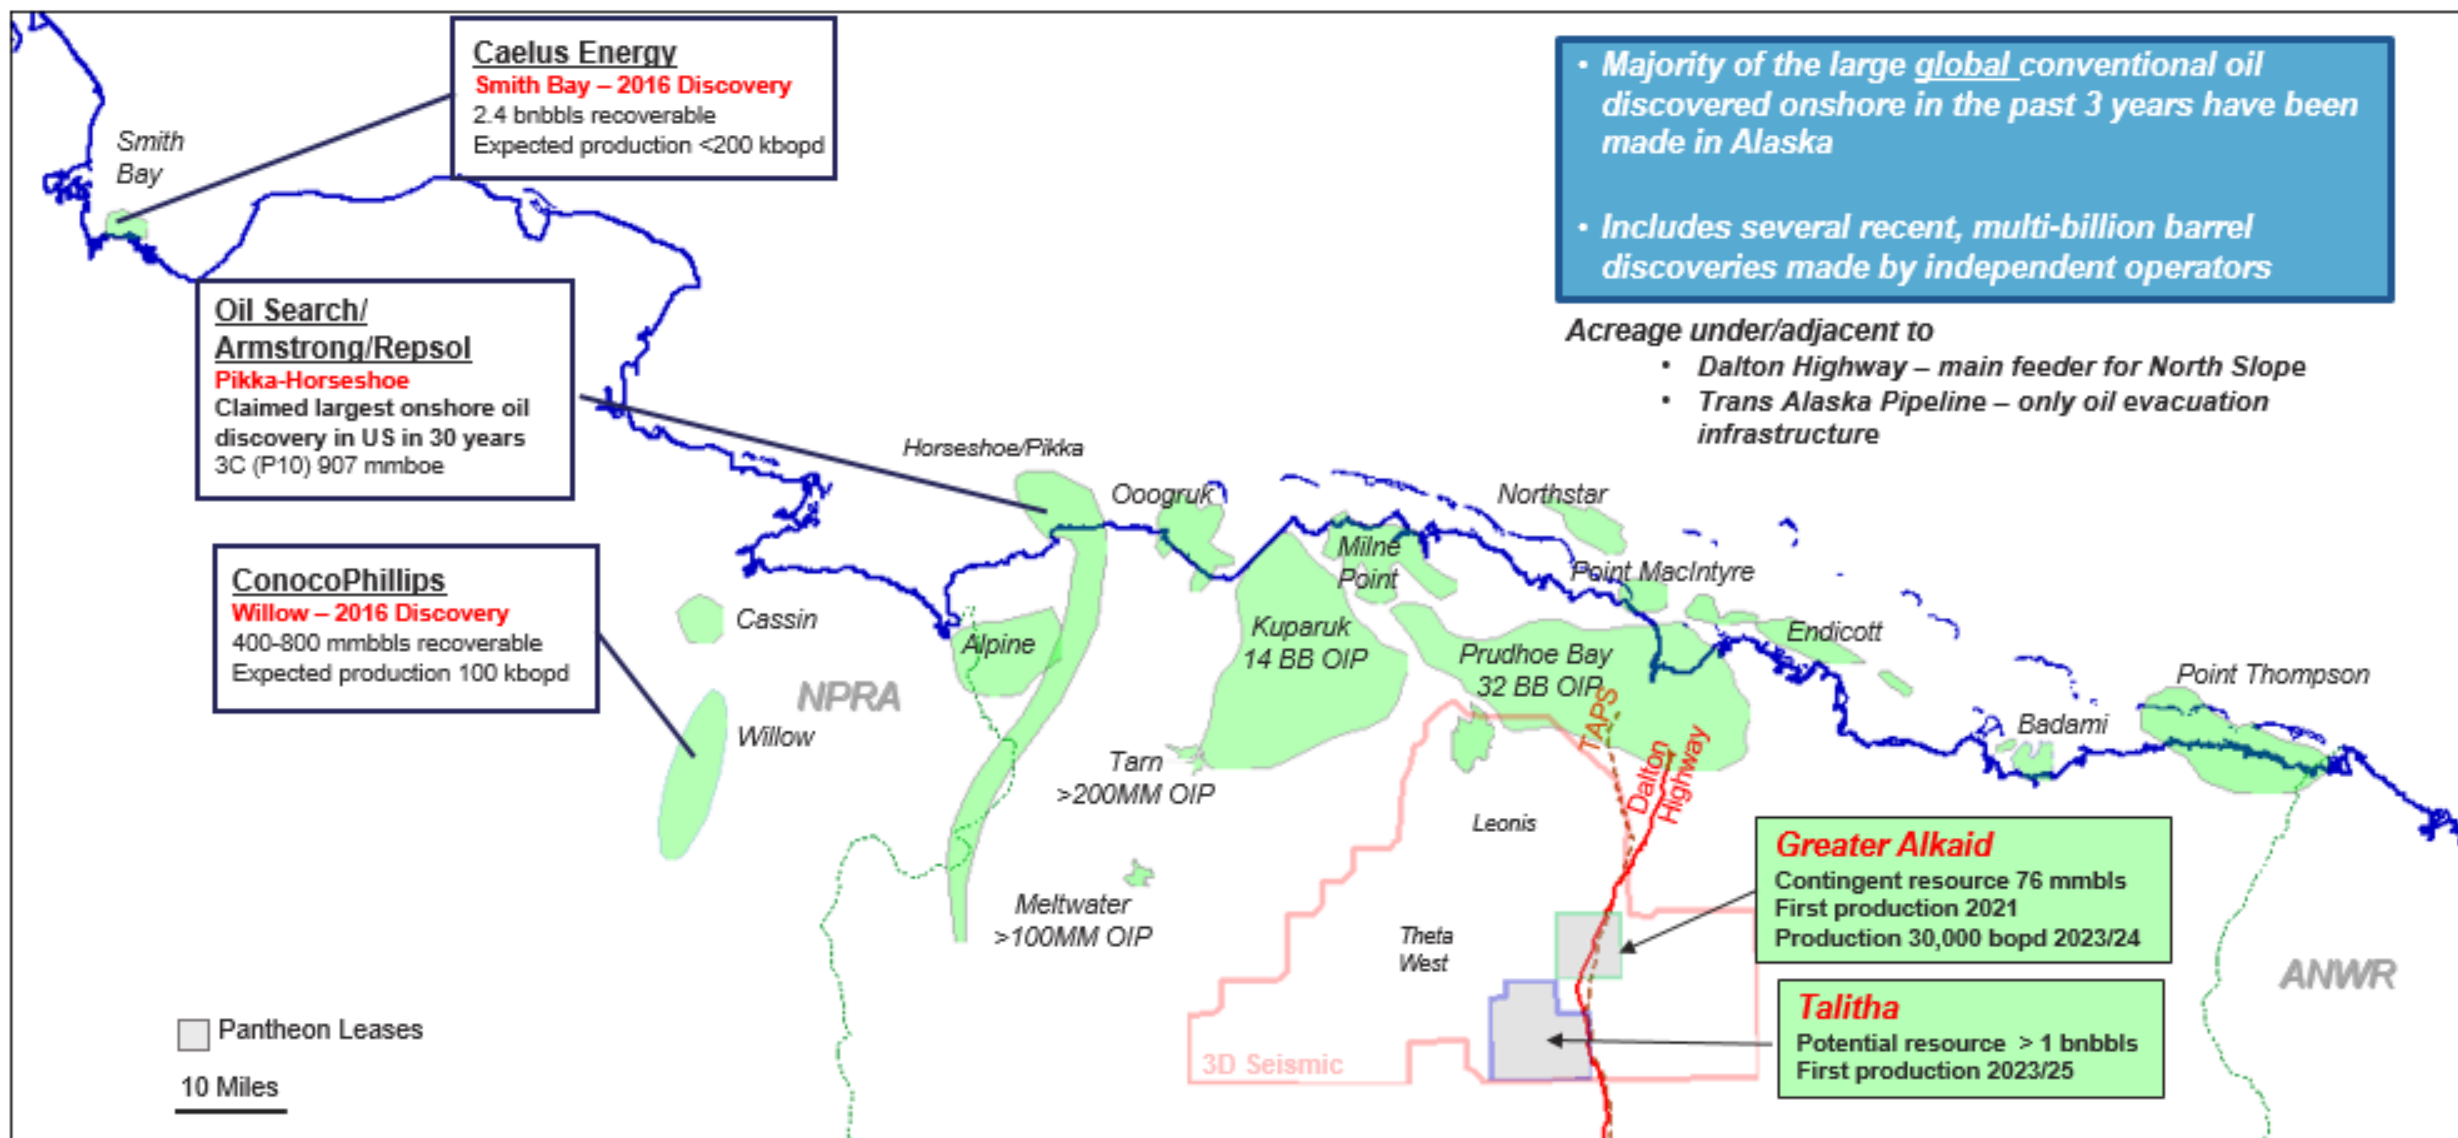 Caelus Energy
Smith Bay – 2016 Discovery
2.4 bnbbls recoverable
Expected production <200 kbopd
Smith
Bay
• Majority of the large global conventional oil
discovered onshore in the past 3 years have been
made in Alaska
• Includes several recent, multi-billion barrel
discoveries made by independent operators
Acreage under/adjacent to
• Dalton Highway – main feeder for North Slope
• Trans Alaska Pipeline – only oil evacuation
infrastructure
Oil Search/
Armstrong/Repsol
Pikka-Horseshoe
Claimed largest onshore oil
discovery in US in 30 years
3C (P10) 907 mmboe
Horseshoe/Pikka
Ooogruk
Northstar
Milne
Point
Point MacIntyre
ConocoPhillips
Willow – 2016 Discovery
400-800 mmbbls recoverable
Expected production 100 kbopd
Cassin
Alpine
Kuparuk
14 BB OIP
Prudhoe Bay
32 BB OIP
Endicott
Point Thompson
NPRA
Willow
TAPS
Badami
Tarn
>200MM OIP
Dalton
Highway
Leonis
Meltwater
>100MM OIP
Theta
West
Greater Alkaid
Contingent resource 76 mmbls
First production 2021
Production 30,000 bopd 2023/24
ANWR
Talitha
Potential resource > 1 bnbbls
First production 2023/25
3D Seismic
Pantheon Leases
10 Miles